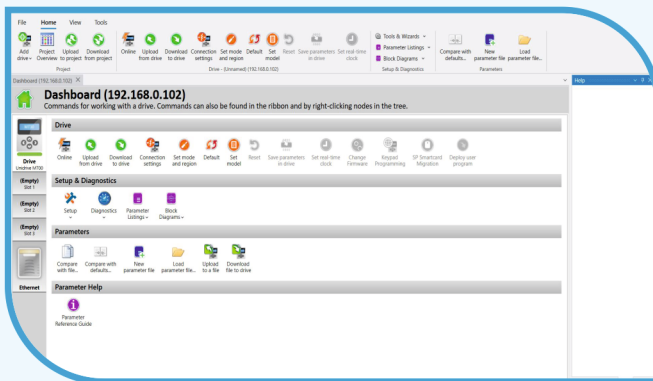 File Home View Tools
Add drive Project Overview Upload to project Download from project Online Upload from drive Download to drive Connection settings Set mode and region Default Set model Reset Save parameters in drive Set real-time clock Tools & Wizards Parameter Listings Block Diagrams Compare with defaults... New parameter file Load parameter file...
Project Drive - (Unnamed) (192.168.0.102) Setup & Diagnostics Parameters
Dashboard (192.168.0.102) Help
Dashboard (192.168.0.102)
Commands for working with a drive. Commands can also be found in the ribbon and by right-clicking nodes in the tree.
Drive
Online Upload from drive Download to drive Connection settings Set mode and region Default Set model Reset Save parameters in drive Set real-time clock Change Firmware Keypad Programming SP Smartcard Migration Deploy user program
Drive
(Empty)
Slot 1
(Empty)
Slot 2
(Empty)
Slot 3
Ethernet
Setup & Diagnostics
Setup Diagnostics Parameter Listings Block Diagrams
Parameters
Compare with file... Compare with defaults... New parameter file Load parameter file... Upload to a file Download file to drive
Parameter Help
Parameter Reference Guide